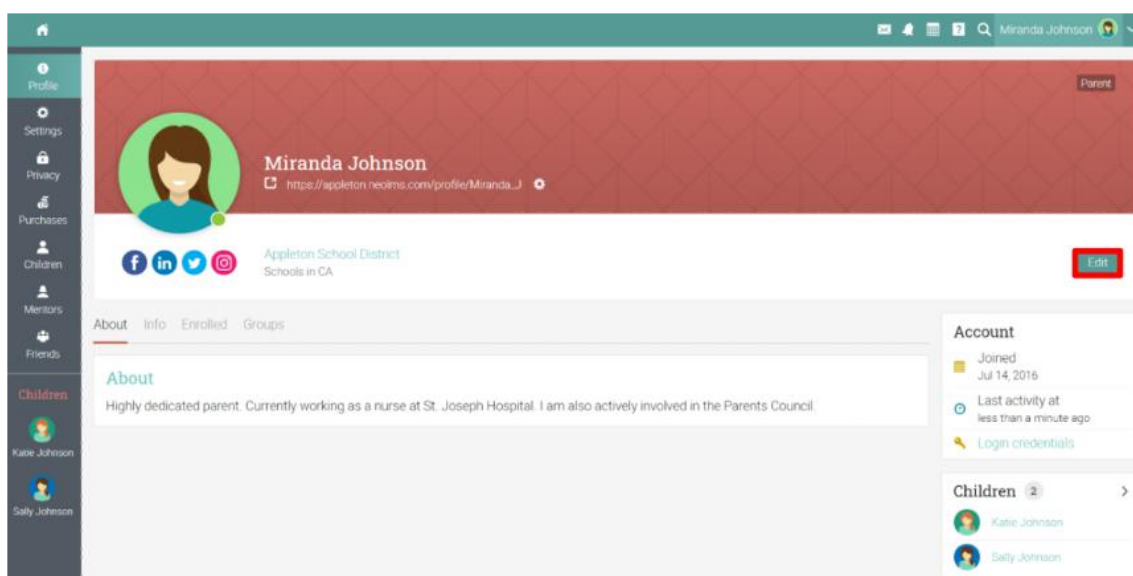 Miranda Johnson
Profile
Settings
Privacy
Purchases
Children
Mentors
Friends
Children
Katie Johnson
Sally Johnson
Parent
Miranda Johnson
https://appleton.neolms.com/profile/Miranda_J
Appleton School District
Schools in CA
Edit
About Info Enrolled Groups
About
Highly dedicated parent. Currently working as a nurse at St. Joseph Hospital. I am also actively involved in the Parents Council.
Account
Joined
Jul 14, 2016
Last activity at
less than a minute ago
Login credentials
Children 2
Katie Johnson
Sally Johnson